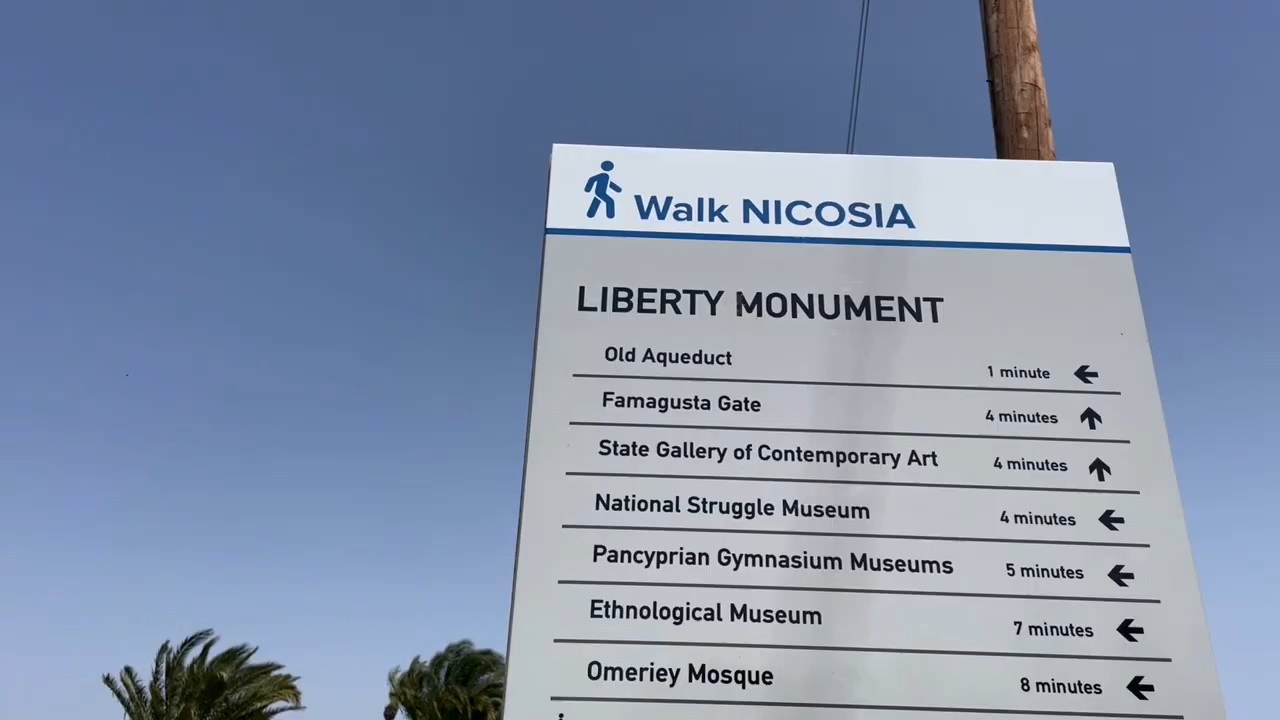 Walk NICOSIA
LIBERTY MONUMENT
Old Aqueduct 1 minute ←
Famagusta Gate 4 minutes ↑
State Gallery of Contemporary Art 4 minutes ↑
National Struggle Museum 4 minutes ←
Pancyprian Gymnasium Museums 5 minutes ←
Ethnological Museum 7 minutes ←
Omeriey Mosque 8 minutes ←